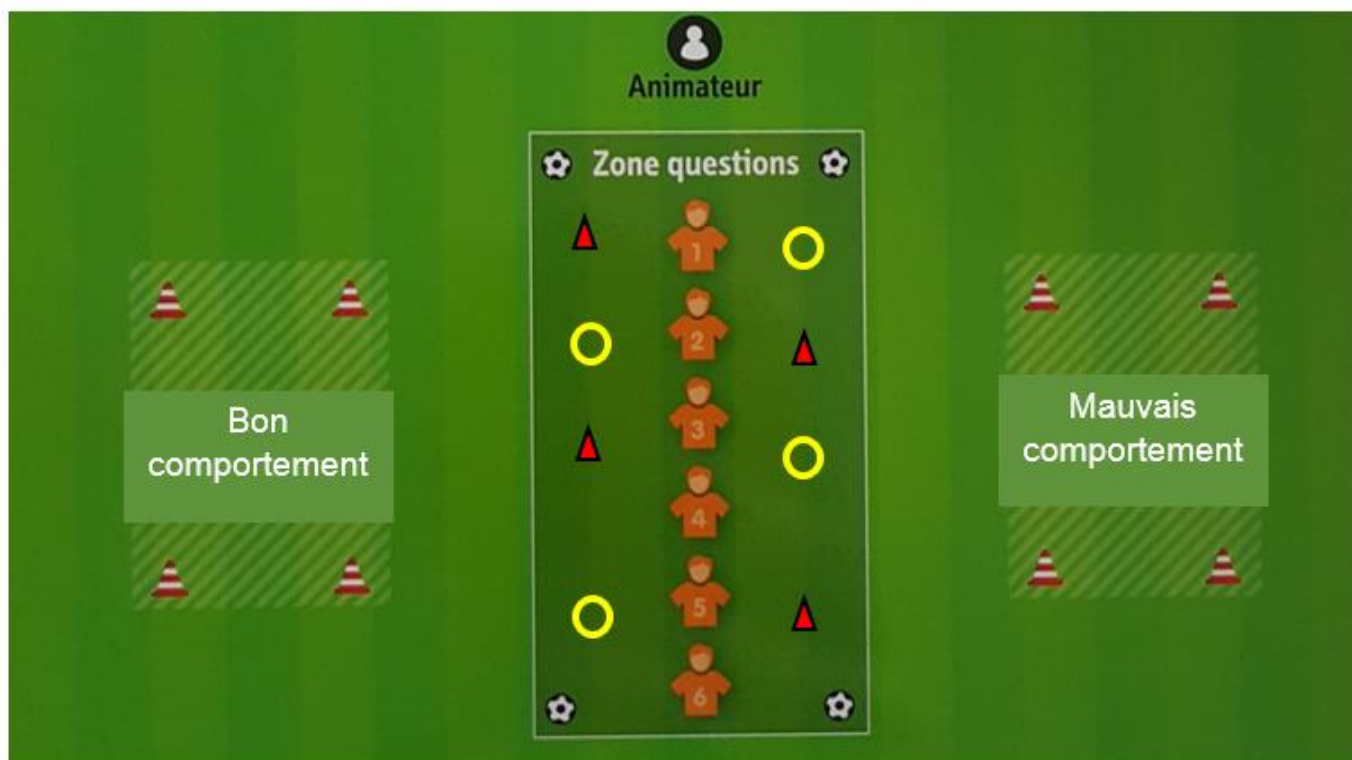 Animateur
Zone questions
1
2
3
4
5
6
Bon
comportement
Mauvais
comportement